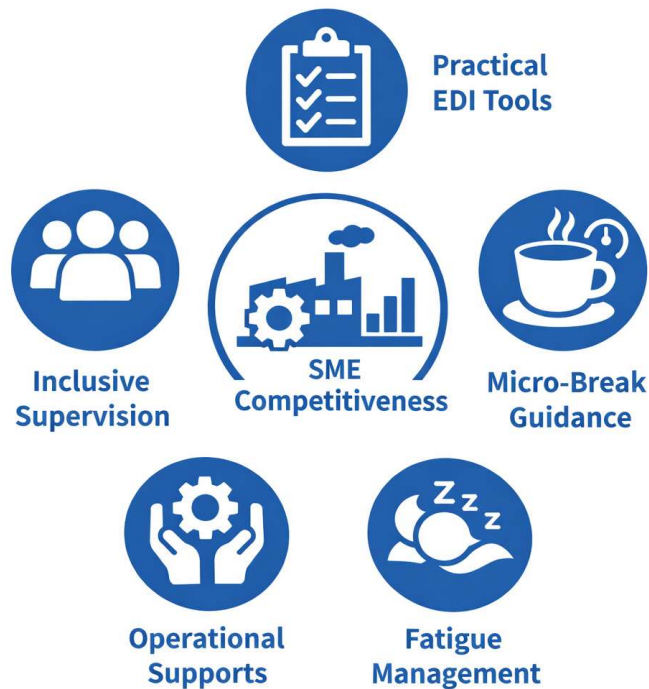 Practical
EDI Tools
Inclusive
Supervision
SME
Competitiveness
Micro-Break
Guidance
Z
Z
Z
Operational
Supports
Fatigue
Management